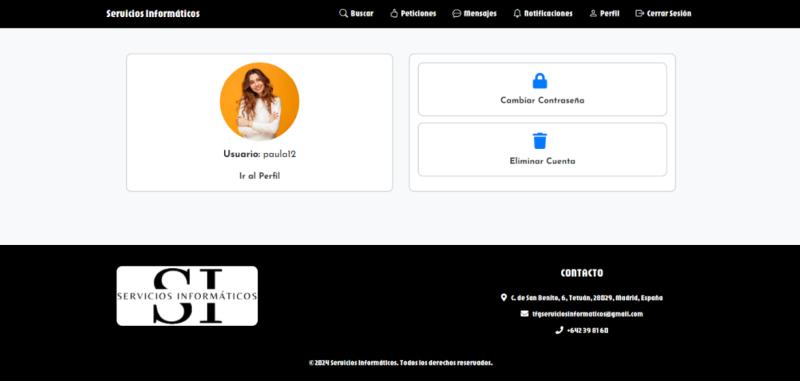 Servicios Informáticos
Buscar
Peticiones
Mensajes
Notificaciones
Perfil
Cerrar Sesión
Usuario: paula12
Ir al Perfil
Cambiar Contraseña
Eliminar Cuenta
SI
SERVICIOS INFORMÁTICOS
CONTACTO
C. de San Benito, 6, Tetuán, 28029, Madrid, España
tfgserviciosinformaticos@gmail.com
+642 39 81 60
© 2024 Servicios Informáticos. Todos los derechos reservados.